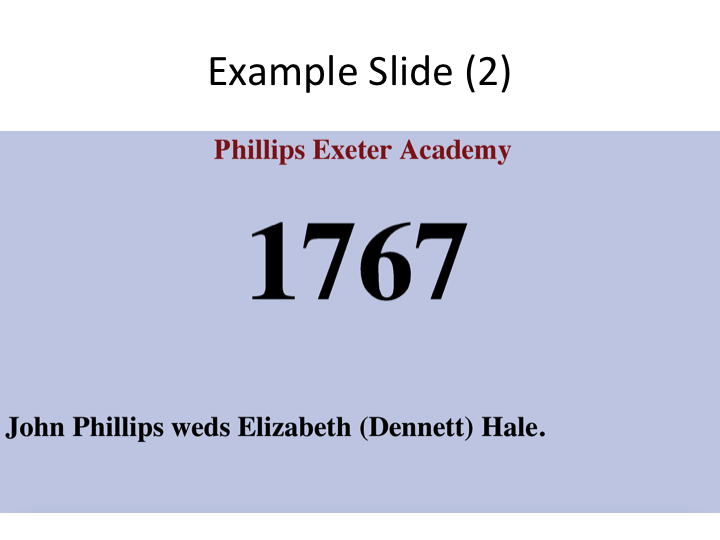 Example Slide (2)
Phillips Exeter Academy
1767
John Phillips weds Elizabeth (Dennett) Hale.